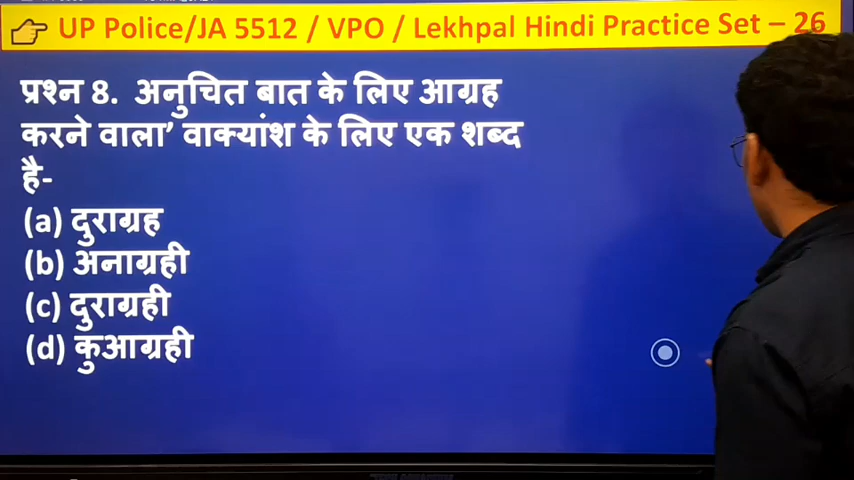 UP Police/JA 5512 / VPO / Lekhpal Hindi Practice Set – 26
प्रश्न 8. अनुचित बात के लिए आग्रह
करने वाला’ वाक्यांश के लिए एक शब्द
है-
(a) दुराग्रह
(b) अनाग्रही
(c) दुराग्रही
(d) कुआग्रही